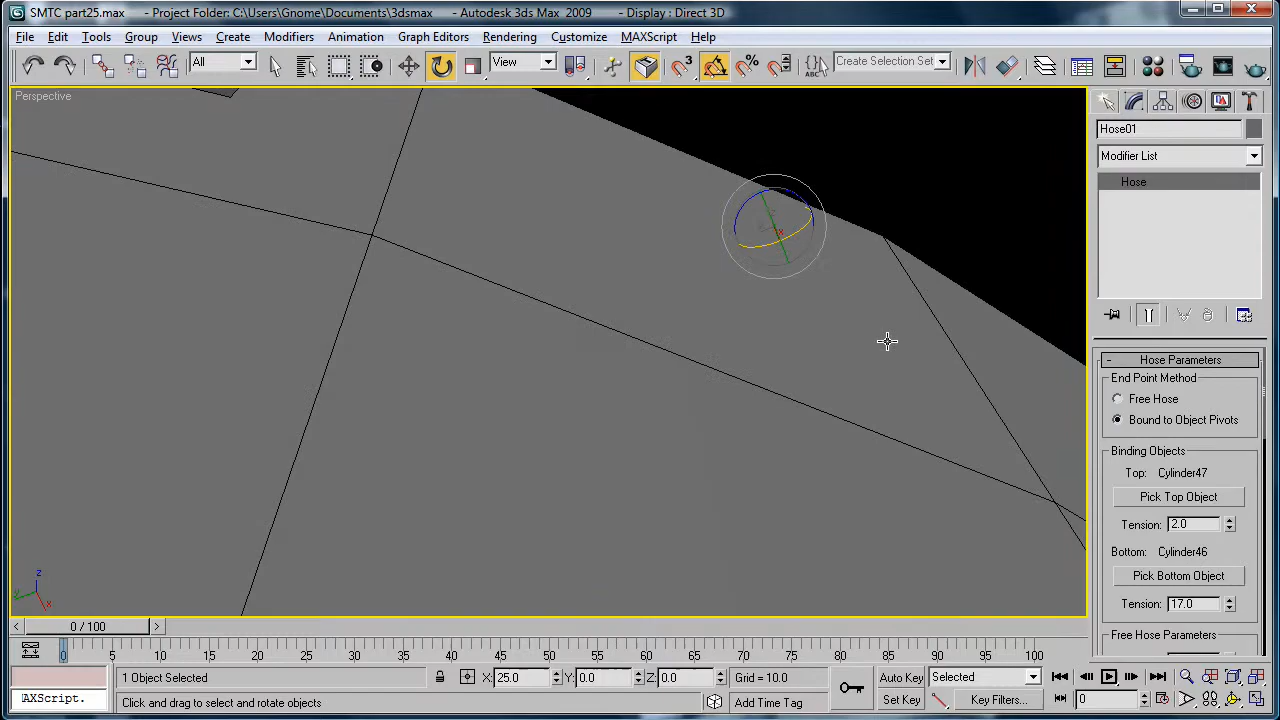 SMTC part25.max - Project Folder: C:\Users\Gnome\Documents\3dsmax - Autodesk 3ds Max 2009 - Display : Direct 3D
File Edit Tools Group Views Create Modifiers Animation Graph Editors Rendering Customize MAXScript Help
All View 3 % ABC Create Selection Set
Perspective
Hose01
Modifier List
Hose
- Hose Parameters
End Point Method
Free Hose
Bound to Object Pivots
Binding Objects
Top: Cylinder47
Pick Top Object
Tension: 2.0
Bottom: Cylinder46
Pick Bottom Object
Tension: 17.0
Free Hose Parameters
x
z
y
x
< 0 / 100 >
0 5 10 15 20 25 30 35 40 45 50 55 60 65 70 75 80 85 90 95 100
1 Object Selected X: 25.0 Y: 0.0 Z: 0.0 Grid = 10.0 Auto Key Selected
AXScript. Click and drag to select and rotate objects Add Time Tag Set Key Key Filters... 0